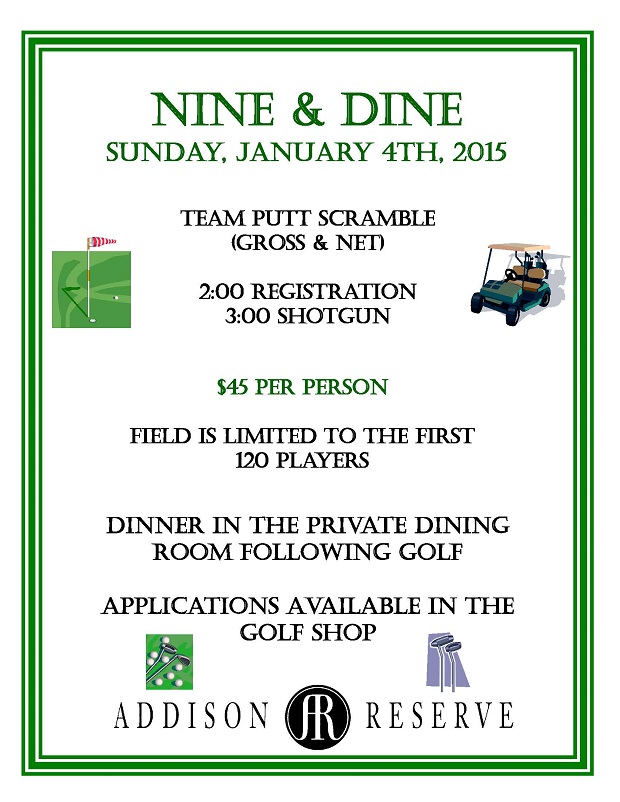 NINE & DINE
SUNDAY, JANUARY 4TH, 2015
TEAM PUTT SCRAMBLE
(GROSS & NET)
2:00 REGISTRATION
3:00 SHOTGUN
$45 PER PERSON
FIELD IS LIMITED TO THE FIRST
120 PLAYERS
DINNER IN THE PRIVATE DINING
ROOM FOLLOWING GOLF
APPLICATIONS AVAILABLE IN THE
GOLF SHOP
ADDISON AR RESERVE